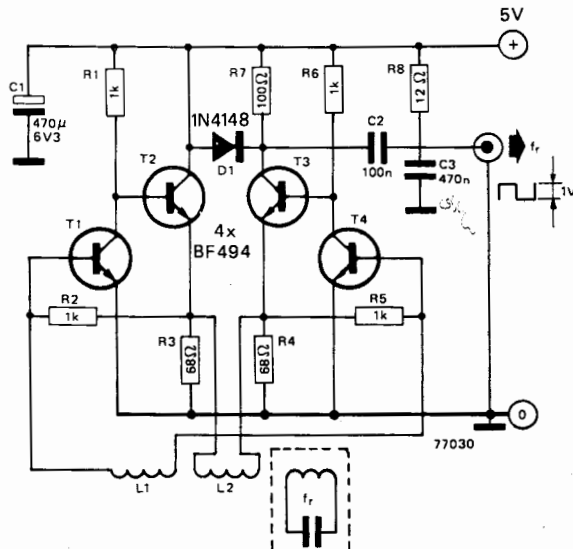 5V
+
R1
1k
R7
100Ω
R6
1k
R8
12Ω
C1
470µ
6V3
1N4148
D1
C2
100n
fr
T2
T3
C3
470n
1V
T1
4x
BF494
T4
R2
1k
R5
1k
R3
68Ω
R4
68Ω
0
77030
L1
L2
fr